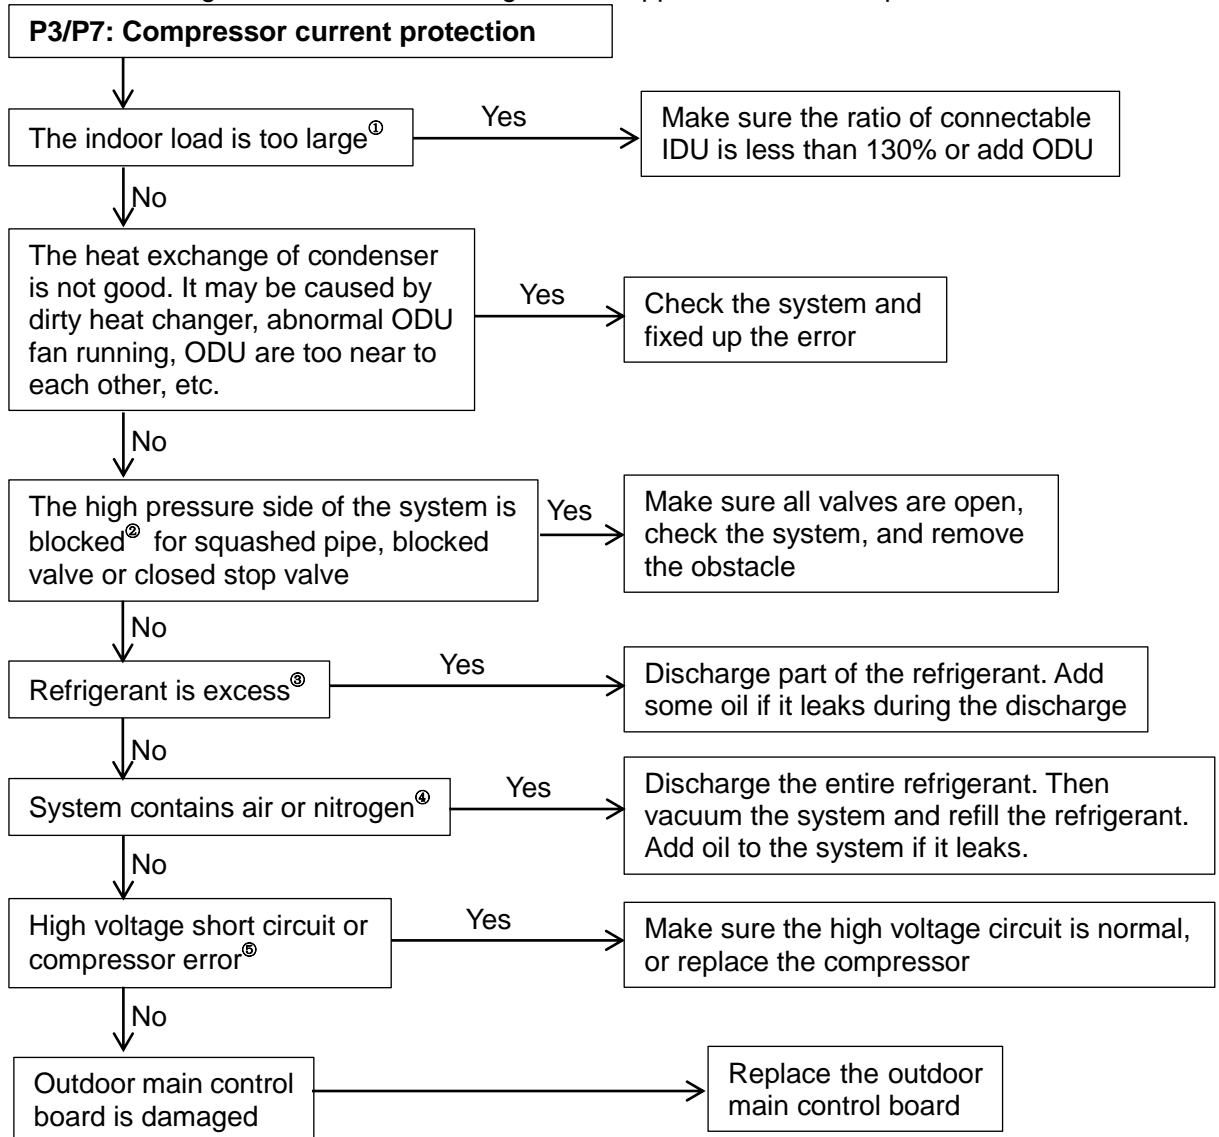 P3/P7: Compressor current protection
The indoor load is too large①
Yes
Make sure the ratio of connectable
IDU is less than 130% or add ODU
No
The heat exchange of condenser
is not good. It may be caused by
dirty heat changer, abnormal ODU
fan running, ODU are too near to
each other, etc.
Yes
Check the system and
fixed up the error
No
The high pressure side of the system is
blocked② for squashed pipe, blocked
valve or closed stop valve
Yes
Make sure all valves are open,
check the system, and remove
the obstacle
No
Refrigerant is excess③
Yes
Discharge part of the refrigerant. Add
some oil if it leaks during the discharge
No
System contains air or nitrogen④
Yes
Discharge the entire refrigerant. Then
vacuum the system and refill the refrigerant.
Add oil to the system if it leaks.
No
High voltage short circuit or
compressor error⑤
Yes
Make sure the high voltage circuit is normal,
or replace the compressor
No
Outdoor main control
board is damaged
Replace the outdoor
main control board